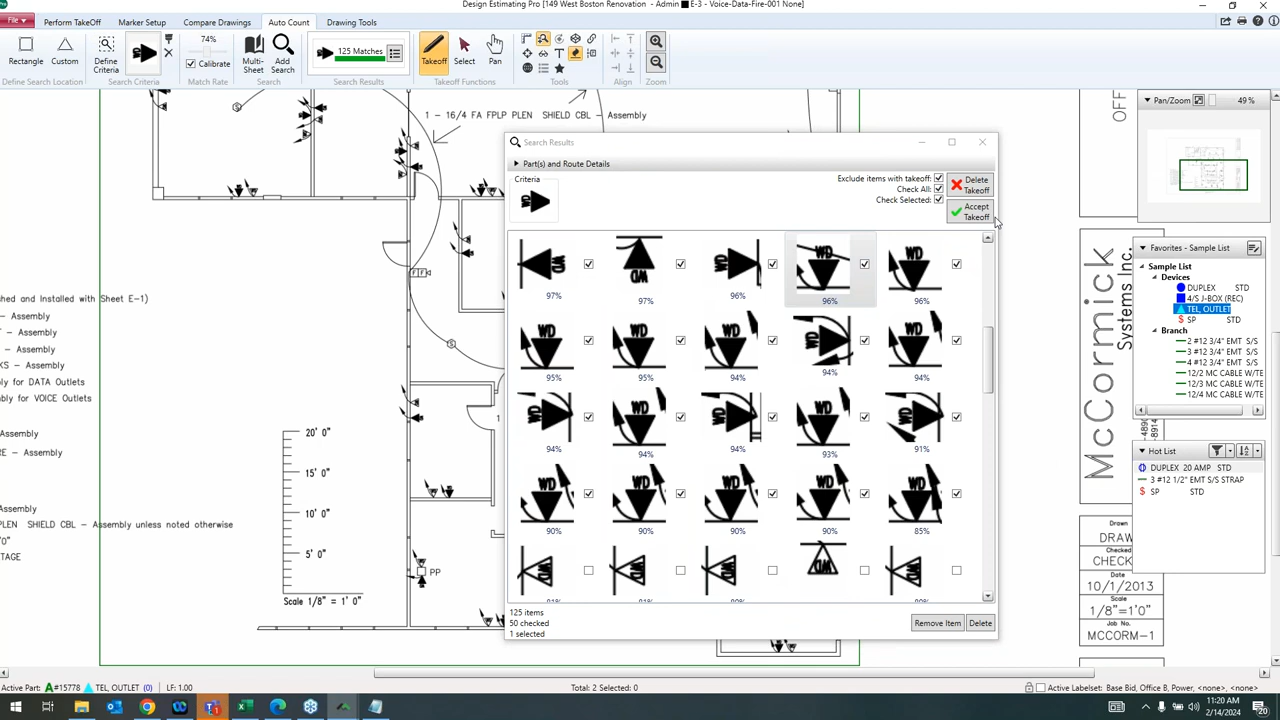 Design Estimating Pro [149 West Boston Renovation - Admin ■ E-3 - Voice-Data-Fire-001 None]
File Perform TakeOff Marker Setup Compare Drawings Auto Count Drawing Tools
74%
125 Matches
Rectangle Custom Define Criteria Calibrate Multi-Sheet Add Search Takeoff Select Pan
Define Search Location Search Criteria Match Rate Search Search Results Takeoff Functions Tools Align Zoom
Pan/Zoom 49 %
1 - 16/4 FA FPLP PLEN SHIELD CBL - Assembly
OFF
Search Results
Part(s) and Route Details
Criteria
WD
Exclude items with takeoff:
Check All:
Check Selected:
Delete Takeoff
Accept Takeoff
97% 97% 96% 96% 96%
95% 95% 94% 94% 94%
94% 94% 94% 93% 91%
90% 90% 90% 90% 85%
125 items
50 checked
1 selected
Remove Item Delete
hed and Installed with Sheet E-1)
- Assembly
- Assembly
- Assembly
KS - Assembly
bly for DATA Outlets
bly for VOICE Outlets
ssembly
RE - Assembly
ssembly
PLEN SHIELD CBL - Assembly unless noted otherwise
TAGE
20' 0"
15' 0"
10' 0"
5' 0"
Scale 1/8" = 1' 0"
PP
McCormick
Systems Inc.
Favorites - Sample List
Sample List
Devices
DUPLEX STD
4/S J-BOX (REC)
TEL, OUTLET
SP STD
Branch
2 #12 3/4" EMT S/S
3 #12 3/4" EMT S/S
4 #12 3/4" EMT S/S
12/2 MC CABLE W/TE
12/3 MC CABLE W/TE
12/4 MC CABLE W/TE
Hot List
DUPLEX 20 AMP STD
3 #12 1/2" EMT S/S STRAP
SP STD
Drawn
DRAW
CHECK
Date
10/1/2013
Scale
1/8"=1'0"
Job No.
MCCORM-1
Active Part: A#15778 TEL, OUTLET (0) LF: 1.00 Total: 2 Selected: 0 Active Labelset: Base Bid, Office B, Power, <none>, <none>
11:20 AM
2/14/2024
20